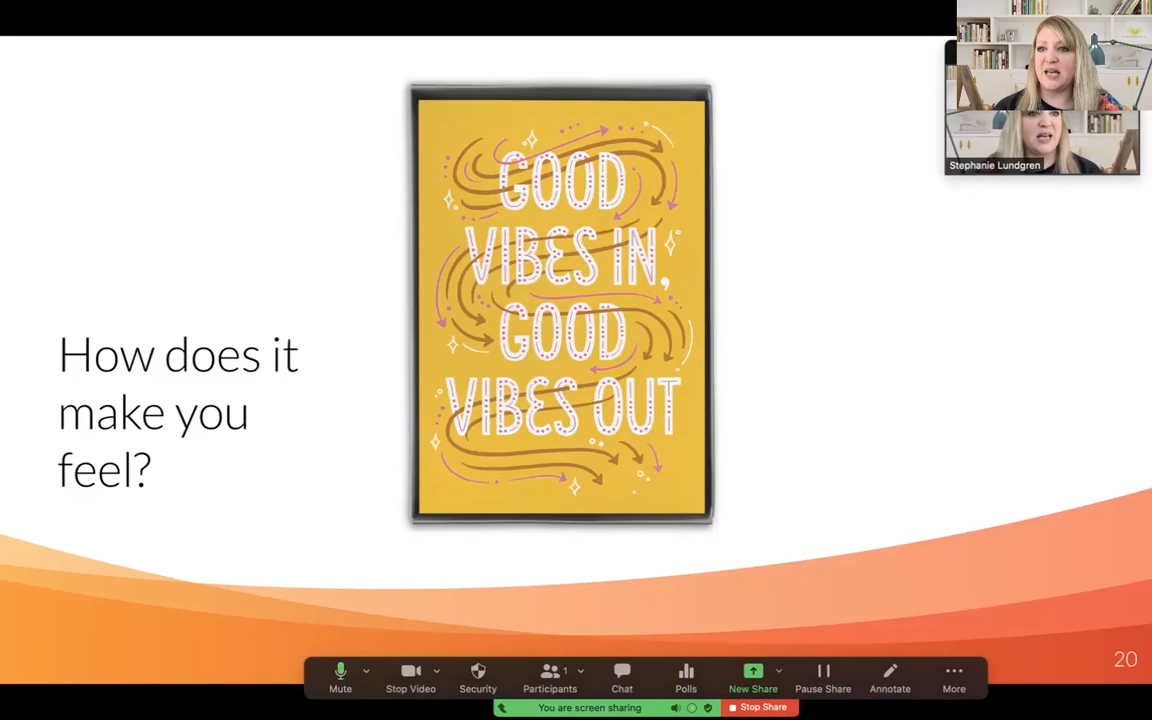 Stephanie Lundgren
GOOD
VIBES IN,
GOOD
VIBES OUT
How does it
make you
feel?
20
Mute
Stop Video
Security
Participants
1
Chat
Polls
New Share
Pause Share
Annotate
More
You are screen sharing
Stop Share